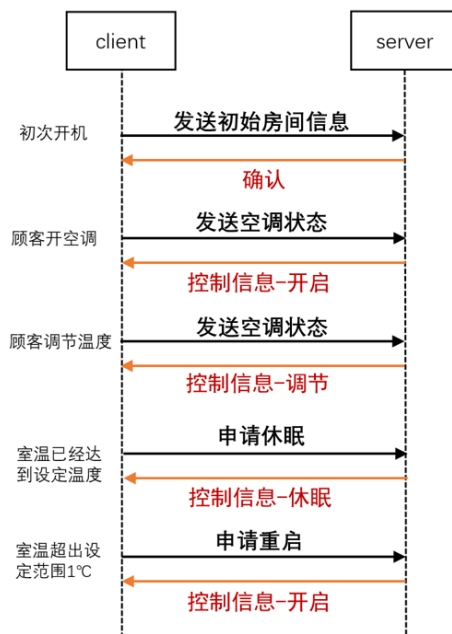 client
server
初次开机
发送初始房间信息
确认
顾客开空调
发送空调状态
控制信息-开启
顾客调节温度
发送空调状态
控制信息-调节
室温已经达
到设定温度
申请休眠
控制信息-休眠
室温超出设
定范围1℃
申请重启
控制信息-开启